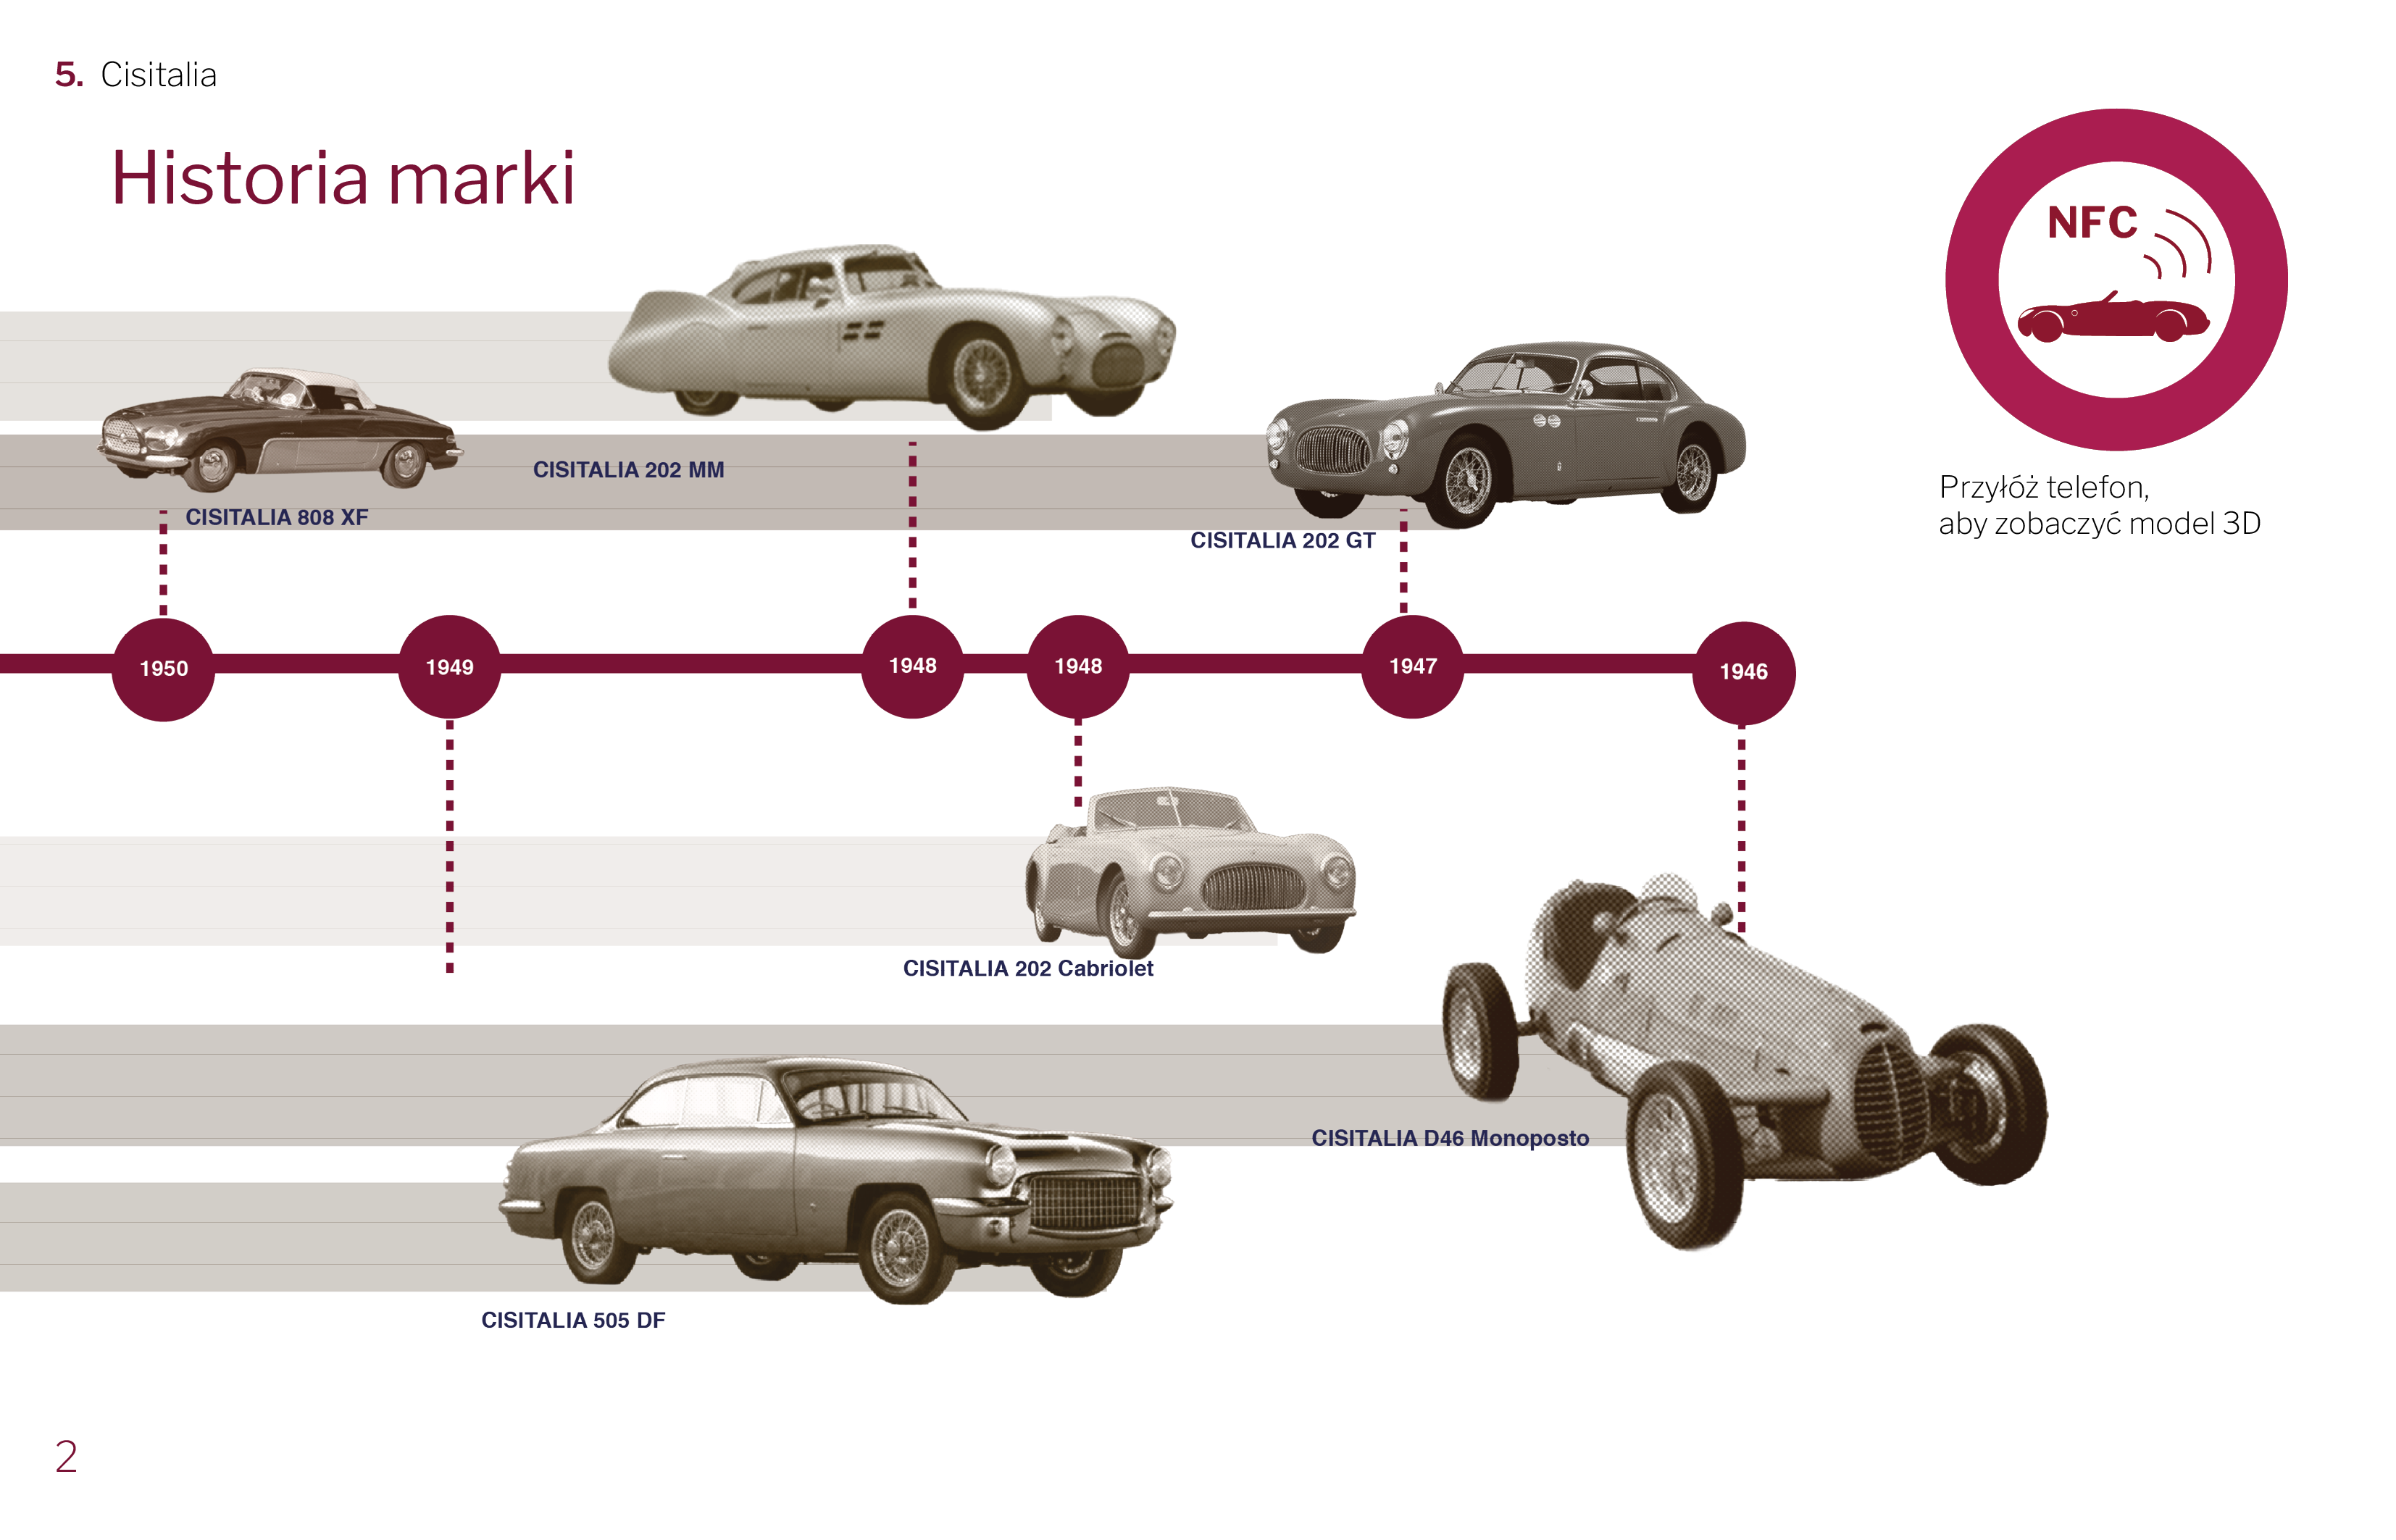 5. Cisitalia
Historia marki
NFC
Przyłóż telefon,
aby zobaczyć model 3D
CISITALIA 202 MM
CISITALIA 808 XF
CISITALIA 202 GT
1950
1949
1948
1948
1947
1946
CISITALIA 202 Cabriolet
CISITALIA D46 Monoposto
CISITALIA 505 DF
2